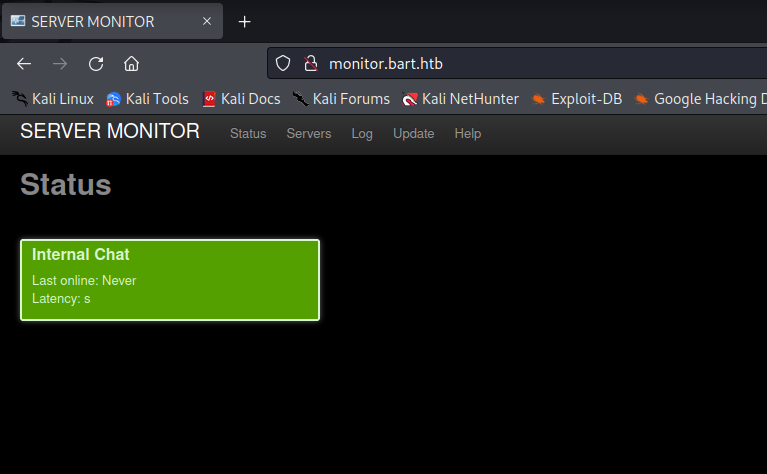 SERVER MONITOR
monitor.bart.htb
Kali Linux Kali Tools Kali Docs Kali Forums Kali NetHunter Exploit-DB Google Hacking D
SERVER MONITOR Status Servers Log Update Help
Status
Internal Chat
Last online: Never
Latency: s